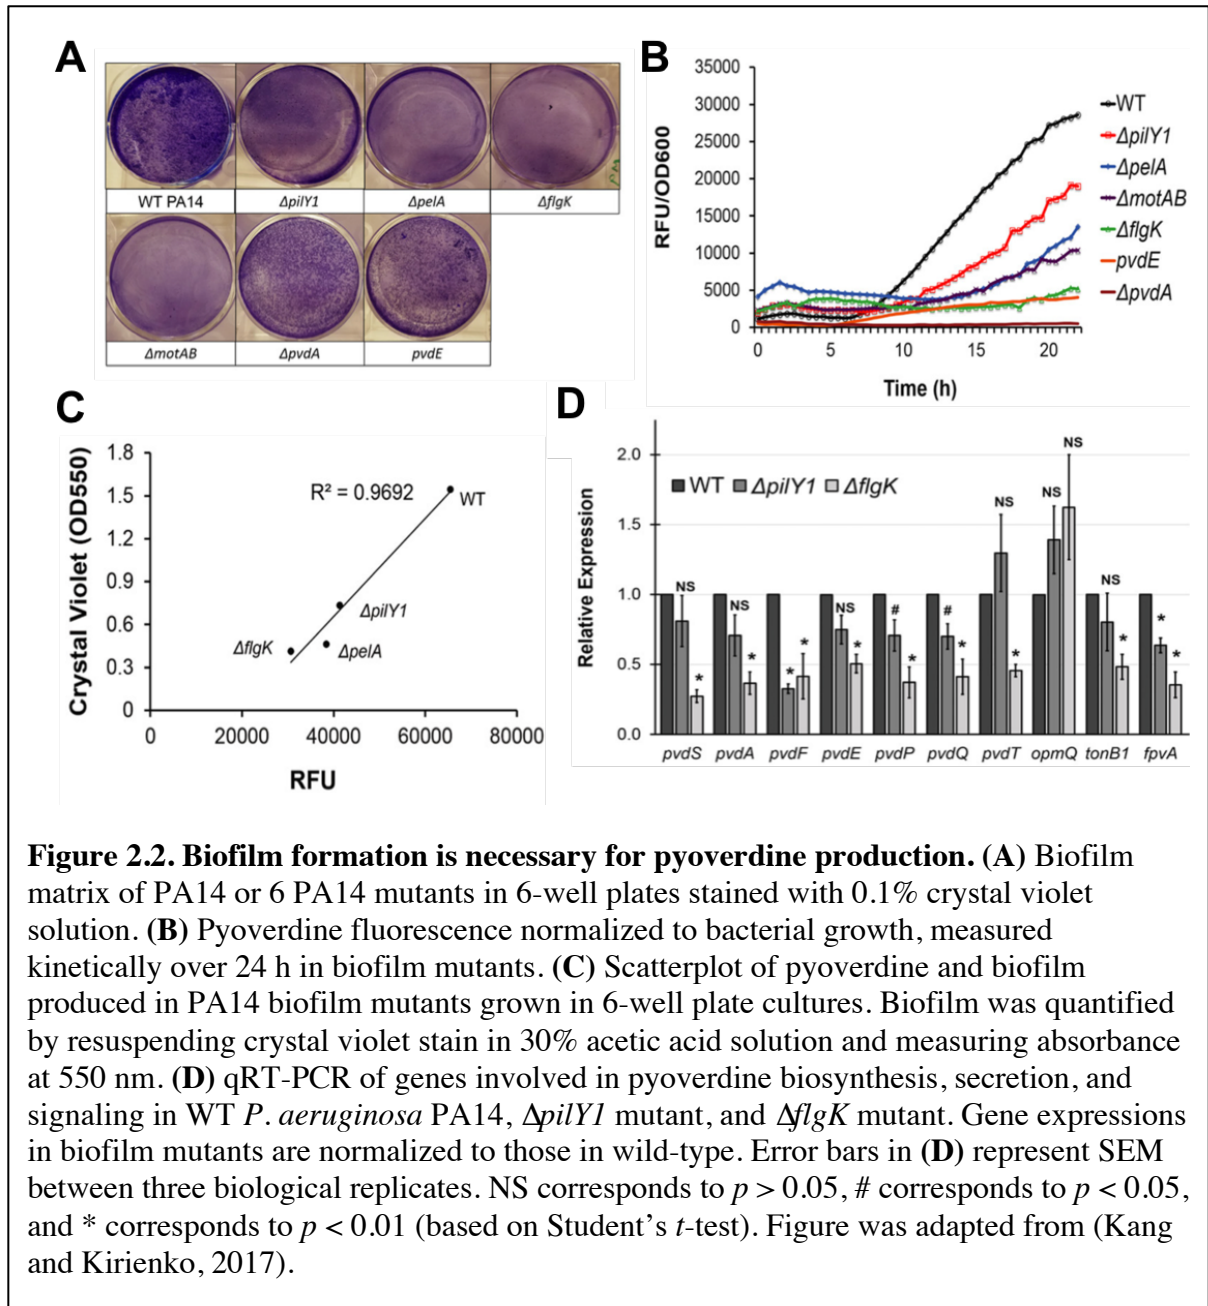 A
WT PA14
ΔpilY1
ΔpelA
ΔflgK
ΔmotAB
ΔpvdA
pvdE
B
RFU/OD600
35000
30000
25000
20000
15000
10000
5000
0
0 5 10 15 20
Time (h)
WT
ΔpilY1
ΔpelA
ΔmotAB
ΔflgK
pvdE
ΔpvdA
C
Crystal Violet (OD550)
1.8
1.5
1.2
0.9
0.6
0.3
0
R² = 0.9692
WT
ΔpilY1
ΔflgK
ΔpelA
0 20000 40000 60000 80000
RFU
D
Relative Expression
2.0
1.5
1.0
0.5
0.0
WT ΔpilY1 ΔflgK
NS * NS * * * NS * # * # * NS * NS NS NS * * *
pvdS pvdA pvdF pvdE pvdP pvdQ pvdT opmQ tonB1 fpvA
Figure 2.2. Biofilm formation is necessary for pyoverdine production. (A) Biofilm
matrix of PA14 or 6 PA14 mutants in 6-well plates stained with 0.1% crystal violet
solution. (B) Pyoverdine fluorescence normalized to bacterial growth, measured
kinetically over 24 h in biofilm mutants. (C) Scatterplot of pyoverdine and biofilm
produced in PA14 biofilm mutants grown in 6-well plate cultures. Biofilm was quantified
by resuspending crystal violet stain in 30% acetic acid solution and measuring absorbance
at 550 nm. (D) qRT-PCR of genes involved in pyoverdine biosynthesis, secretion, and
signaling in WT P. aeruginosa PA14, ΔpilY1 mutant, and ΔflgK mutant. Gene expressions
in biofilm mutants are normalized to those in wild-type. Error bars in (D) represent SEM
between three biological replicates. NS corresponds to p > 0.05, # corresponds to p < 0.05,
and * corresponds to p < 0.01 (based on Student's t-test). Figure was adapted from (Kang
and Kirienko, 2017).